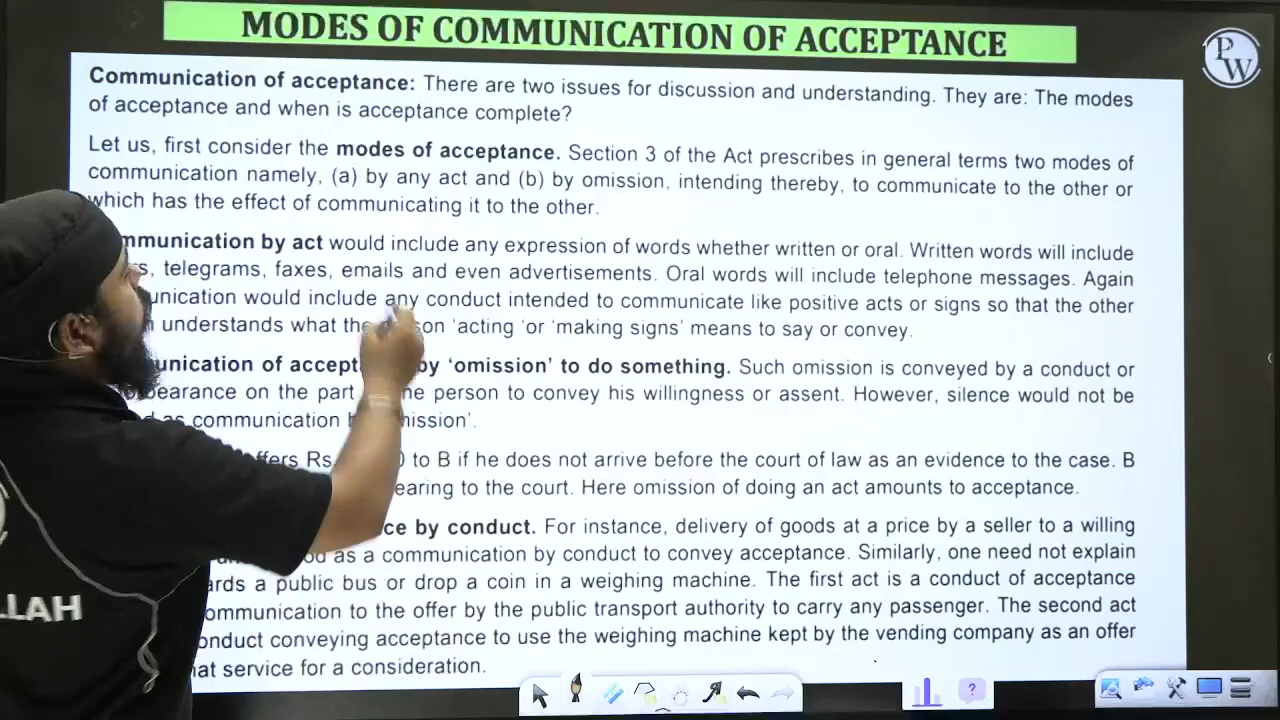 MODES OF COMMUNICATION OF ACCEPTANCE
PW
Communication of acceptance: There are two issues for discussion and understanding. They are: The modes
of acceptance and when is acceptance complete?
Let us, first consider the modes of acceptance. Section 3 of the Act prescribes in general terms two modes of
communication namely, (a) by any act and (b) by omission, intending thereby, to communicate to the other or
which has the effect of communicating it to the other.
mmunication by act would include any expression of words whether written or oral. Written words will include
s, telegrams, faxes, emails and even advertisements. Oral words will include telephone messages. Again
unication would include any conduct intended to communicate like positive acts or signs so that the other
understands what the son 'acting 'or 'making signs' means to say or convey.
unication of accept by 'omission' to do something. Such omission is conveyed by a conduct or
pearance on the part he person to convey his willingness or assent. However, silence would not be
d as communication mission'.
ffers Rs. 0 to B if he does not arrive before the court of law as an evidence to the case. B
earing to the court. Here omission of doing an act amounts to acceptance.
ce by conduct. For instance, delivery of goods at a price by a seller to a willing
od as a communication by conduct to convey acceptance. Similarly, one need not explain
ards a public bus or drop a coin in a weighing machine. The first act is a conduct of acceptance
ommunication to the offer by the public transport authority to carry any passenger. The second act
onduct conveying acceptance to use the weighing machine kept by the vending company as an offer
hat service for a consideration.
LLAH